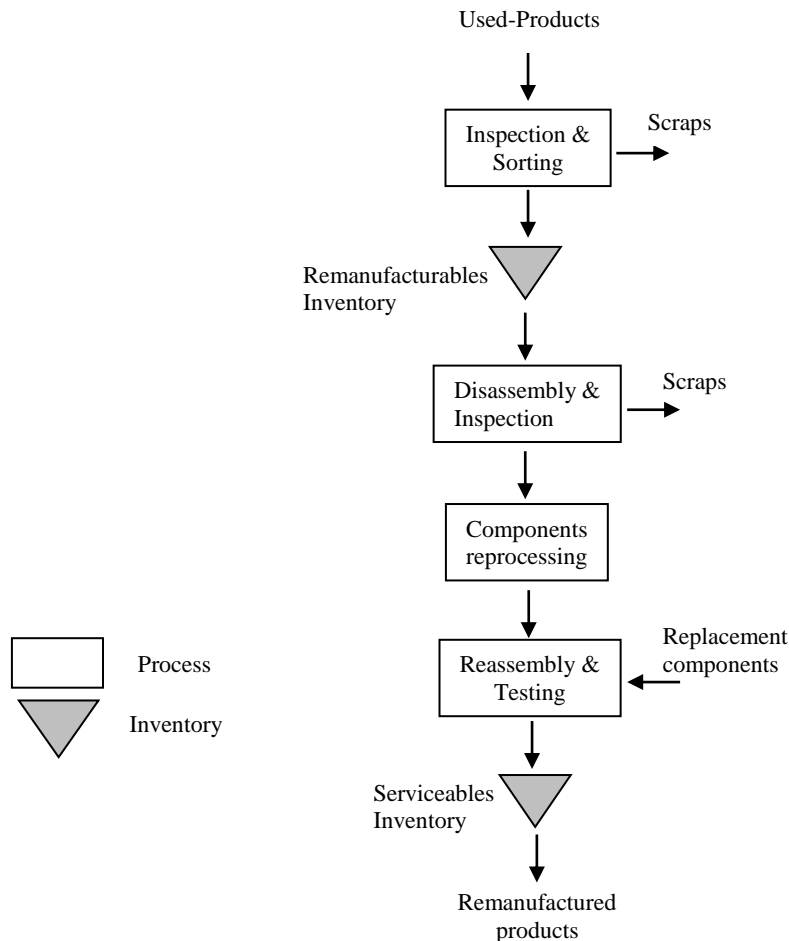 Used-Products
Inspection &
Sorting
Scraps
Remanufacturables
Inventory
Disassembly &
Inspection
Scraps
Components
reprocessing
Reassembly &
Testing
Replacement
components
Process
Inventory
Serviceables
Inventory
Remanufactured
products